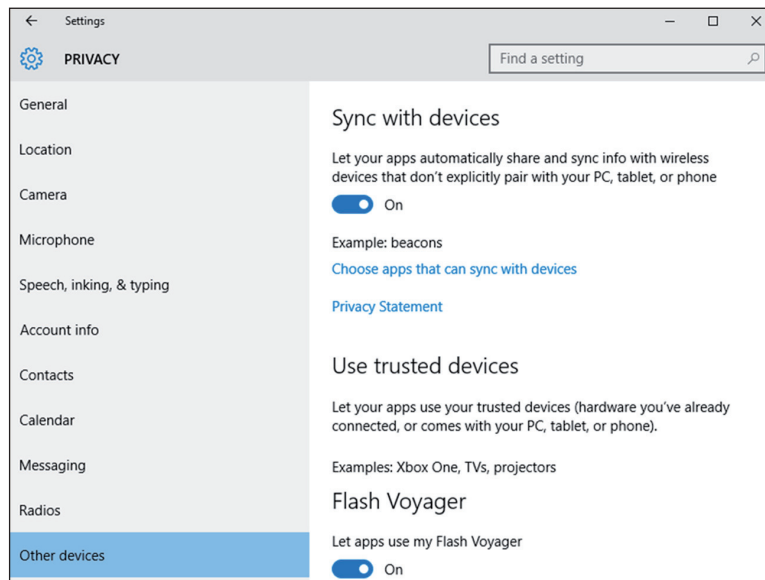 Settings
PRIVACY
Find a setting
General
Location
Camera
Microphone
Speech, inking, & typing
Account info
Contacts
Calendar
Messaging
Radios
Other devices
Sync with devices
Let your apps automatically share and sync info with wireless
devices that don't explicitly pair with your PC, tablet, or phone
On
Example: beacons
Choose apps that can sync with devices
Privacy Statement
Use trusted devices
Let your apps use your trusted devices (hardware you've already
connected, or comes with your PC, tablet, or phone).
Examples: Xbox One, TVs, projectors
Flash Voyager
Let apps use my Flash Voyager
On